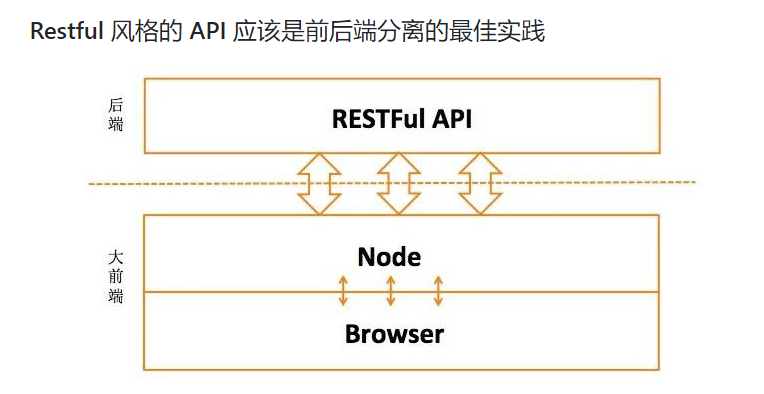 Restful 风格的 API 应该是前后端分离的最佳实践
后端
RESTFul API
大前端
Node
Browser